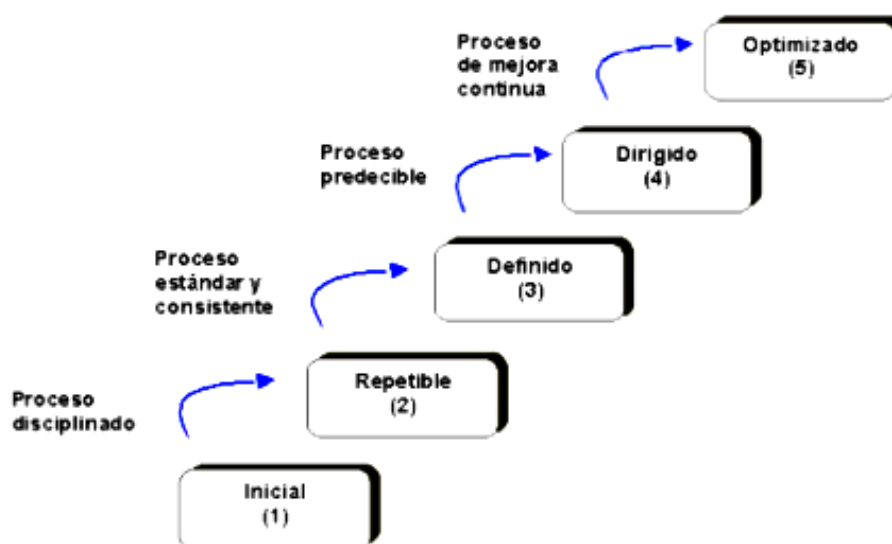 Proceso
de mejora
continua
Optimizado
(5)
Proceso
predecible
Dirigido
(4)
Proceso
estándar y
consistente
Definido
(3)
Proceso
disciplinado
Repetible
(2)
Inicial
(1)